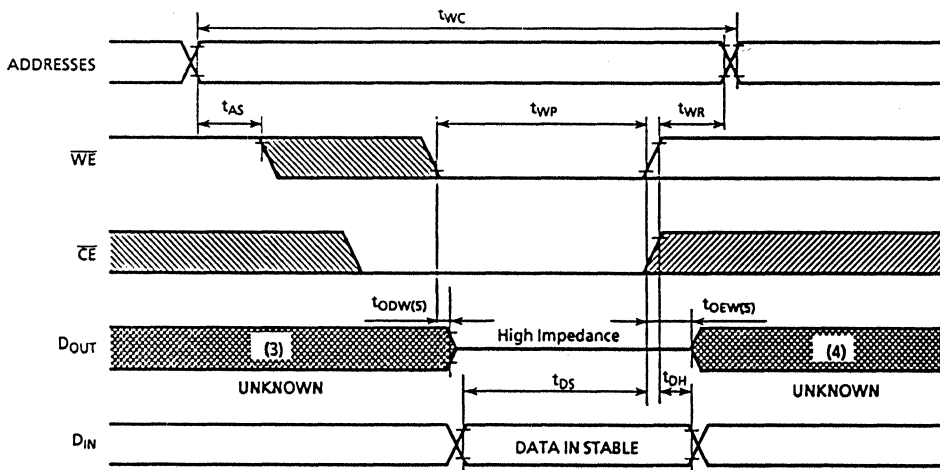 tWC
ADDRESSES
tAS
tWP
tWR
WE
CE
tODW(5)
tOEW(5)
DOUT
(3)
High Impedance
(4)
UNKNOWN
tDS
tDH
UNKNOWN
DIN
DATA IN STABLE